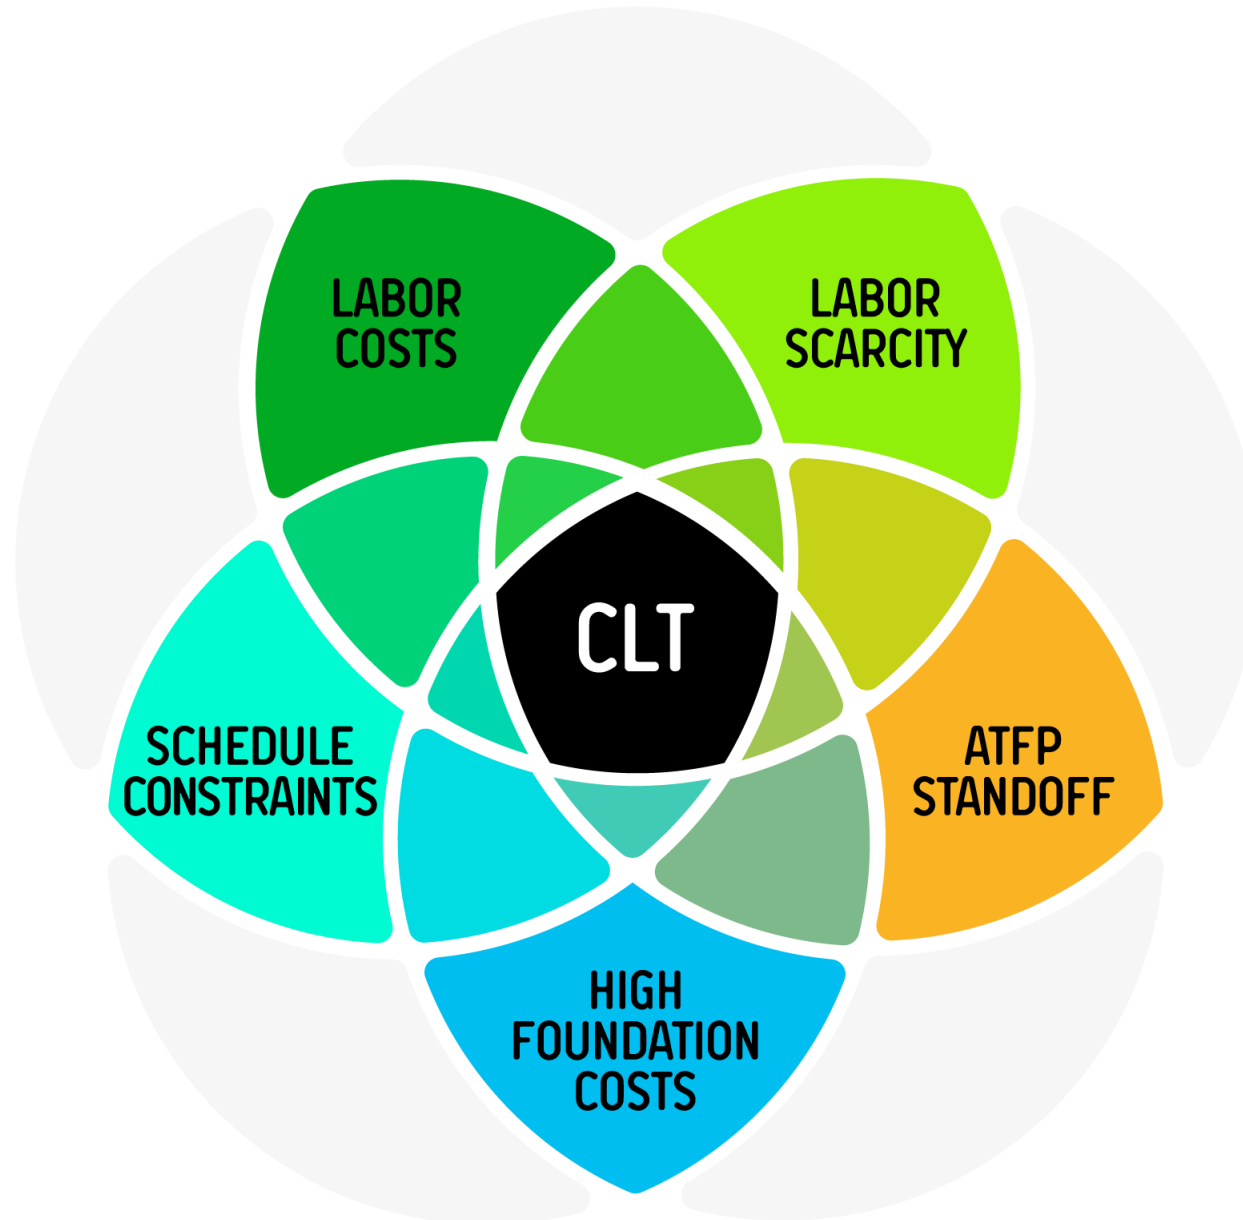 LABOR
COSTS
LABOR
SCARCITY
CLT
SCHEDULE
CONSTRAINTS
ATFP
STANDOFF
HIGH
FOUNDATION
COSTS